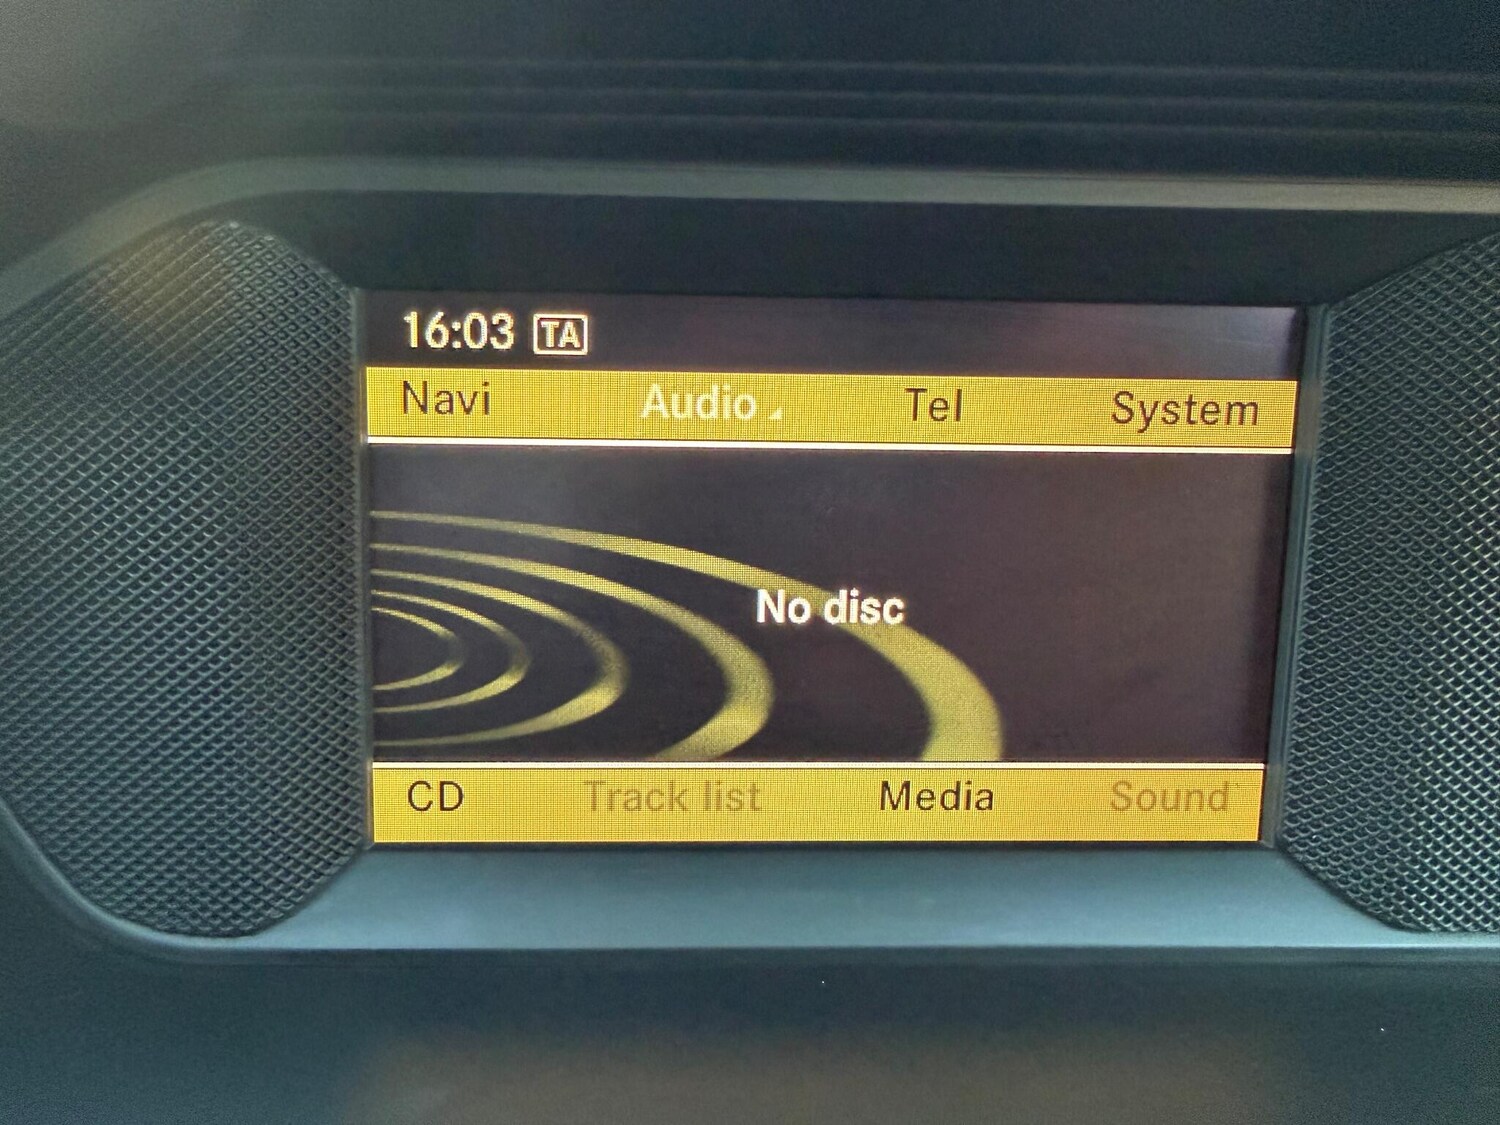 16:03 TA
Navi Audio Tel System
No disc
CD Track list Media Sound